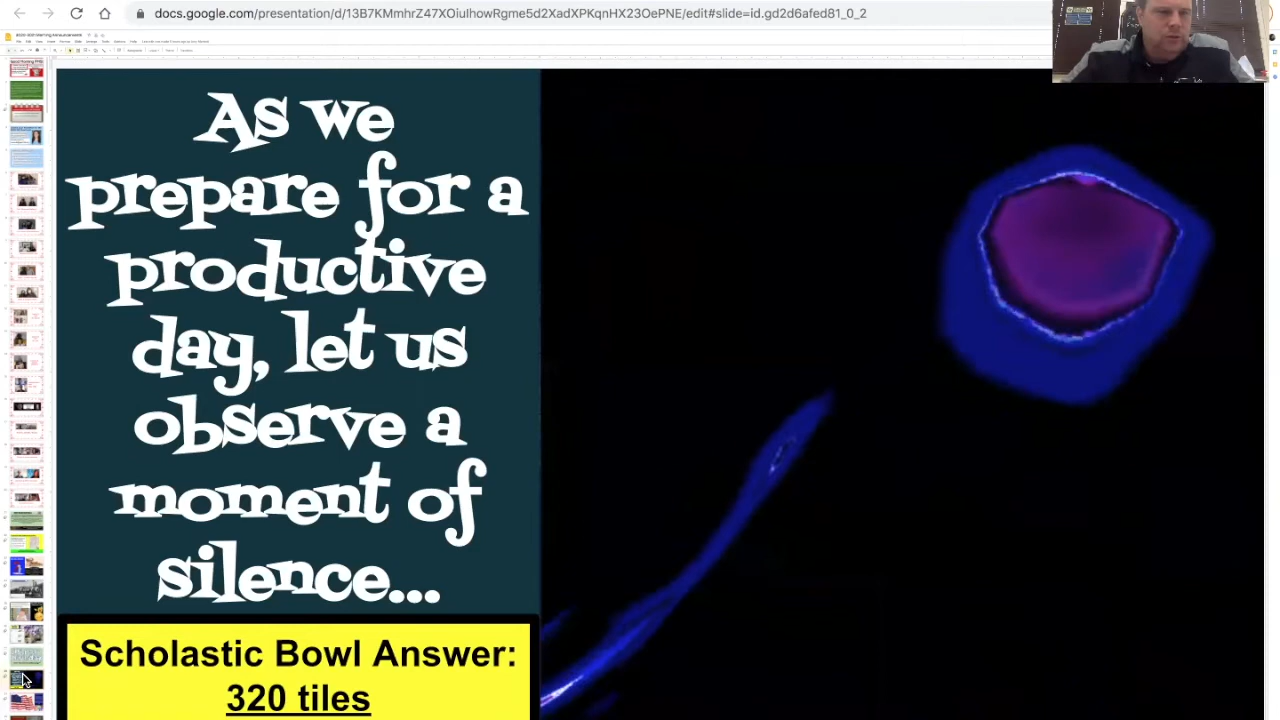 docs.google.com/presentation/d/13B7KMmhrZ47XOiuIhowRgme5d2XadXPKqnHX23OePNE/edit#slide=id.gd2d6afed81_0_2
As we
prepare for a
productive
day, let us
observe a
moment of
silence...
Scholastic Bowl Answer:
320 tiles